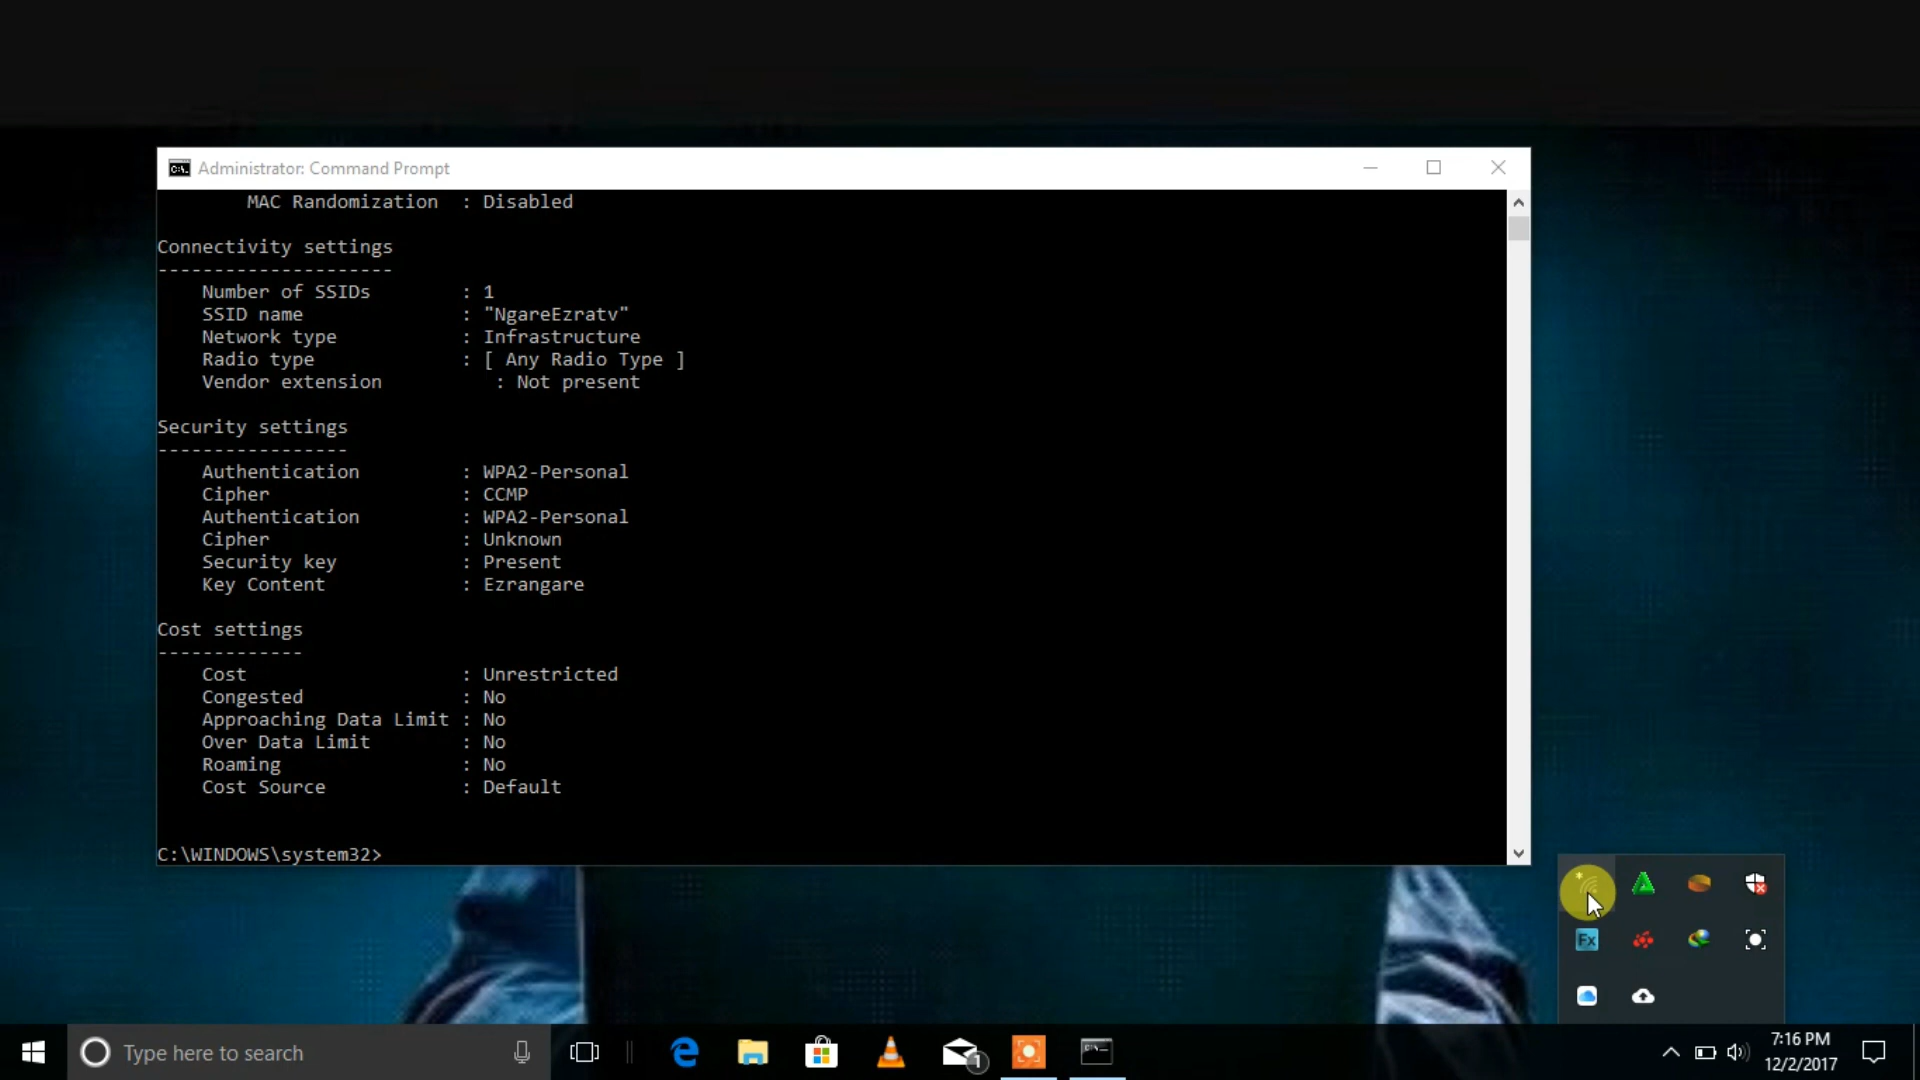 Administrator: Command Prompt
MAC Randomization : Disabled
Connectivity settings
---------------------
Number of SSIDs : 1
SSID name : "NgareEzratv"
Network type : Infrastructure
Radio type : [ Any Radio Type ]
Vendor extension : Not present
Security settings
-----------------
Authentication : WPA2-Personal
Cipher : CCMP
Authentication : WPA2-Personal
Cipher : Unknown
Security key : Present
Key Content : Ezrangare
Cost settings
-------------
Cost : Unrestricted
Congested : No
Approaching Data Limit : No
Over Data Limit : No
Roaming : No
Cost Source : Default
C:\WINDOWS\system32>
Fx
Type here to search
1
7:16 PM
12/2/2017